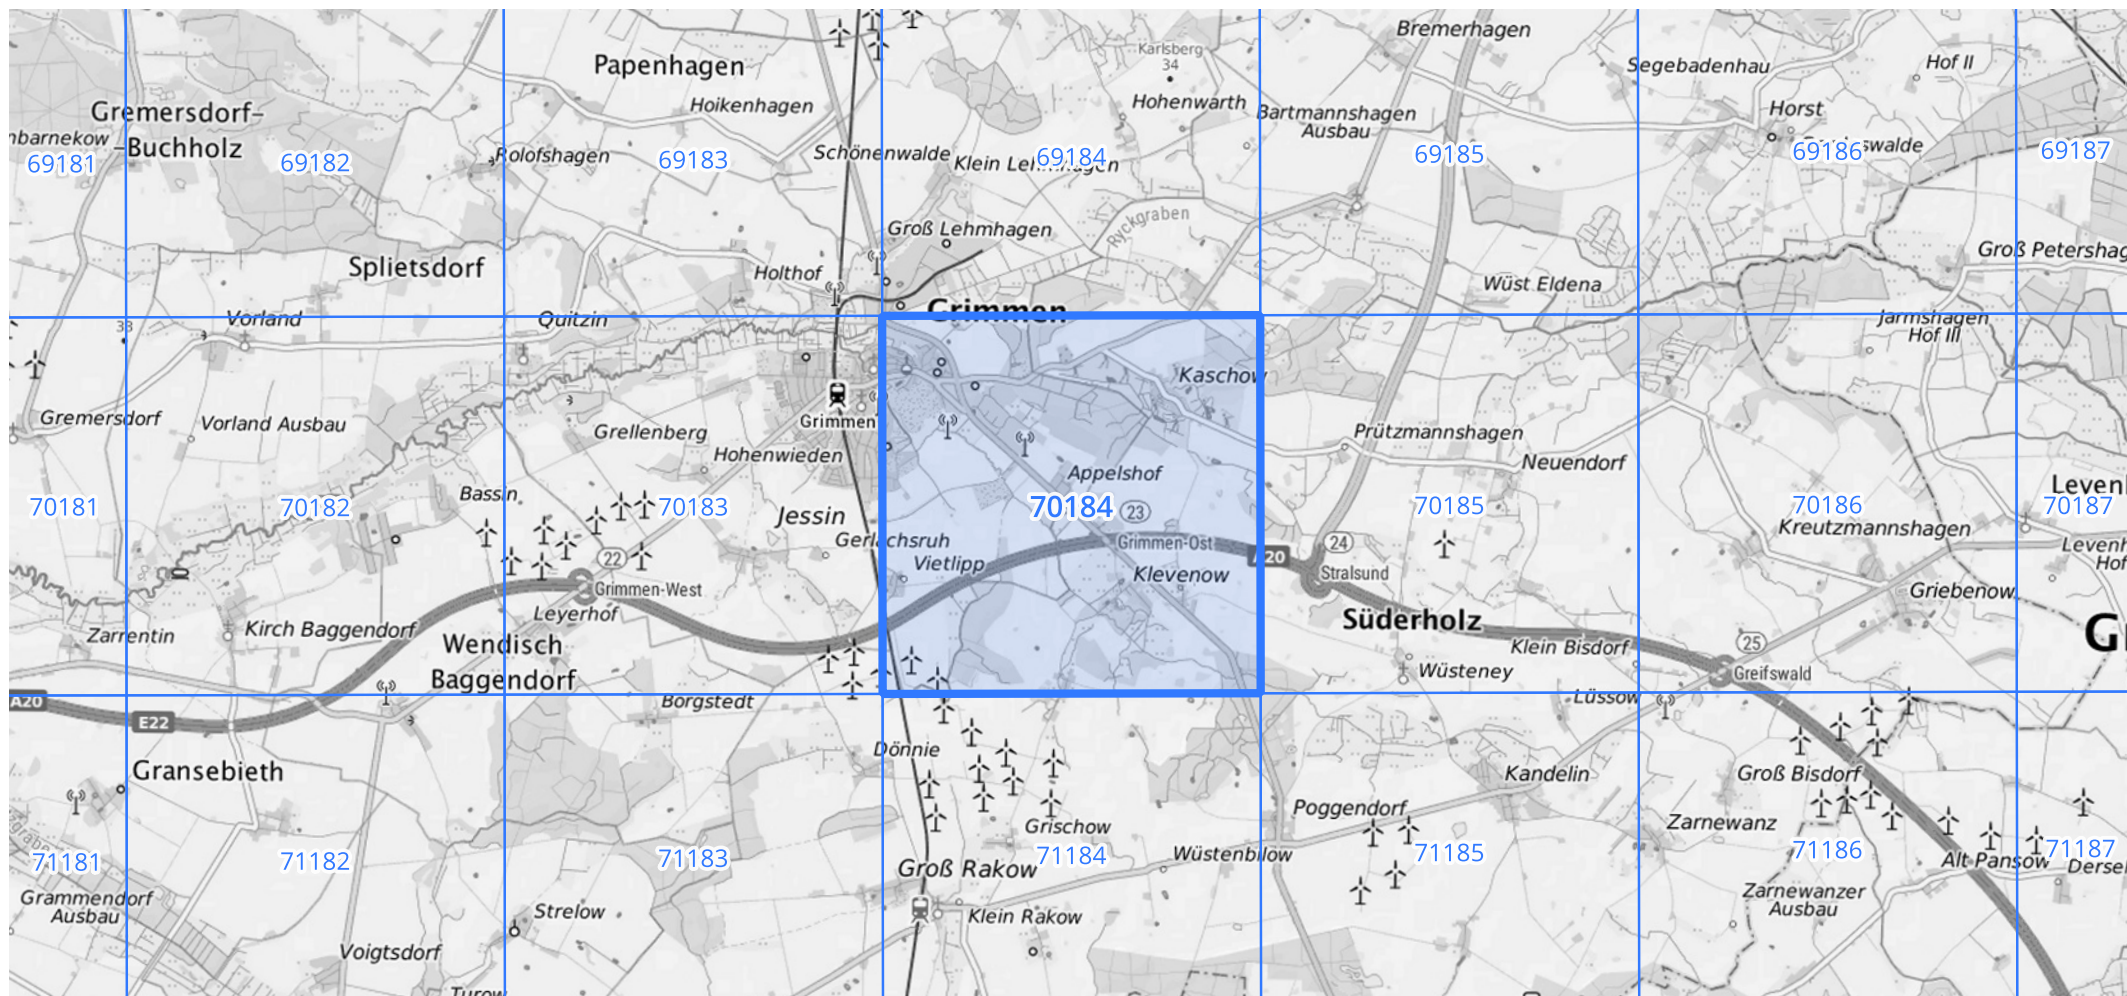 Bremerhagen
Papenhagen
Karlsberg
34
Segebadenhau
Hof II
Gremersdorf-
Buchholz
Hoikenhagen
Hohenwarth
Bartmannshagen
Ausbau
Horst
69181
69182
Rolofshagen
69183
Schönenwalde
69184
69185
69186
69187
Groß Lehmhagen
Ryckgraben
Splietsdorf
Holthof
Wüst Eldena
Grimmen
33
Vorland
Quitzin
Jarmshagen
Hof III
Kaschow
Gremersdorf
Vorland Ausbau
Grellenberg
Grimmen
Hohenwieden
Prützmannshagen
Neuendorf
Appelshof
Bassin
70181
70182
70183
Jessin
70184
23
70185
70186
70187
Kreutzmannshagen
Gerlachsruh
Grimmen-Ost
A20
24
22
Vietlipp
Klevenow
Stralsund
Grimmen-West
Griebenow
Leyerhof
Zarrentin
Kirch Baggendorf
Wendisch
Baggendorf
Süderholz
Klein Bisdorf
25
Wüsteney
Greifswald
A20
E22
Borgstedt
Lüssow
Dönnie
Gransebieth
Kandelin
Groß Bisdorf
Poggendorf
Grischow
Zarnewanz
71181
71182
71183
71184
Wüstenbilow
71185
71186
Alt Pansow
71187
Groß Rakow
Grammendorf
Ausbau
Strelow
Klein Rakow
Zarnewanzer
Ausbau
Voigtsdorf